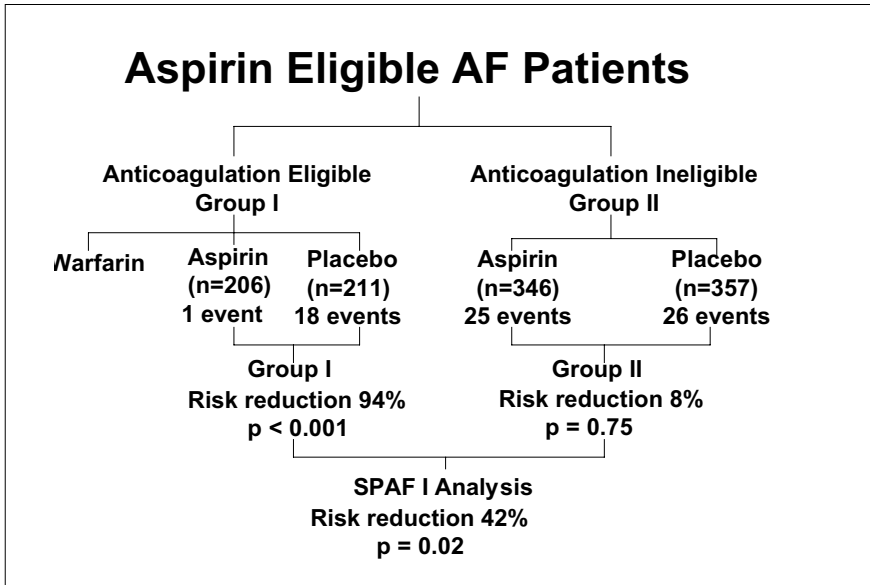 Aspirin Eligible AF Patients
Anticoagulation Eligible
Group I
Anticoagulation Ineligible
Group II
Warfarin
Aspirin
(n=206)
1 event
Placebo
(n=211)
18 events
Aspirin
(n=346)
25 events
Placebo
(n=357)
26 events
Group I
Risk reduction 94%
p < 0.001
Group II
Risk reduction 8%
p = 0.75
SPAF I Analysis
Risk reduction 42%
p = 0.02